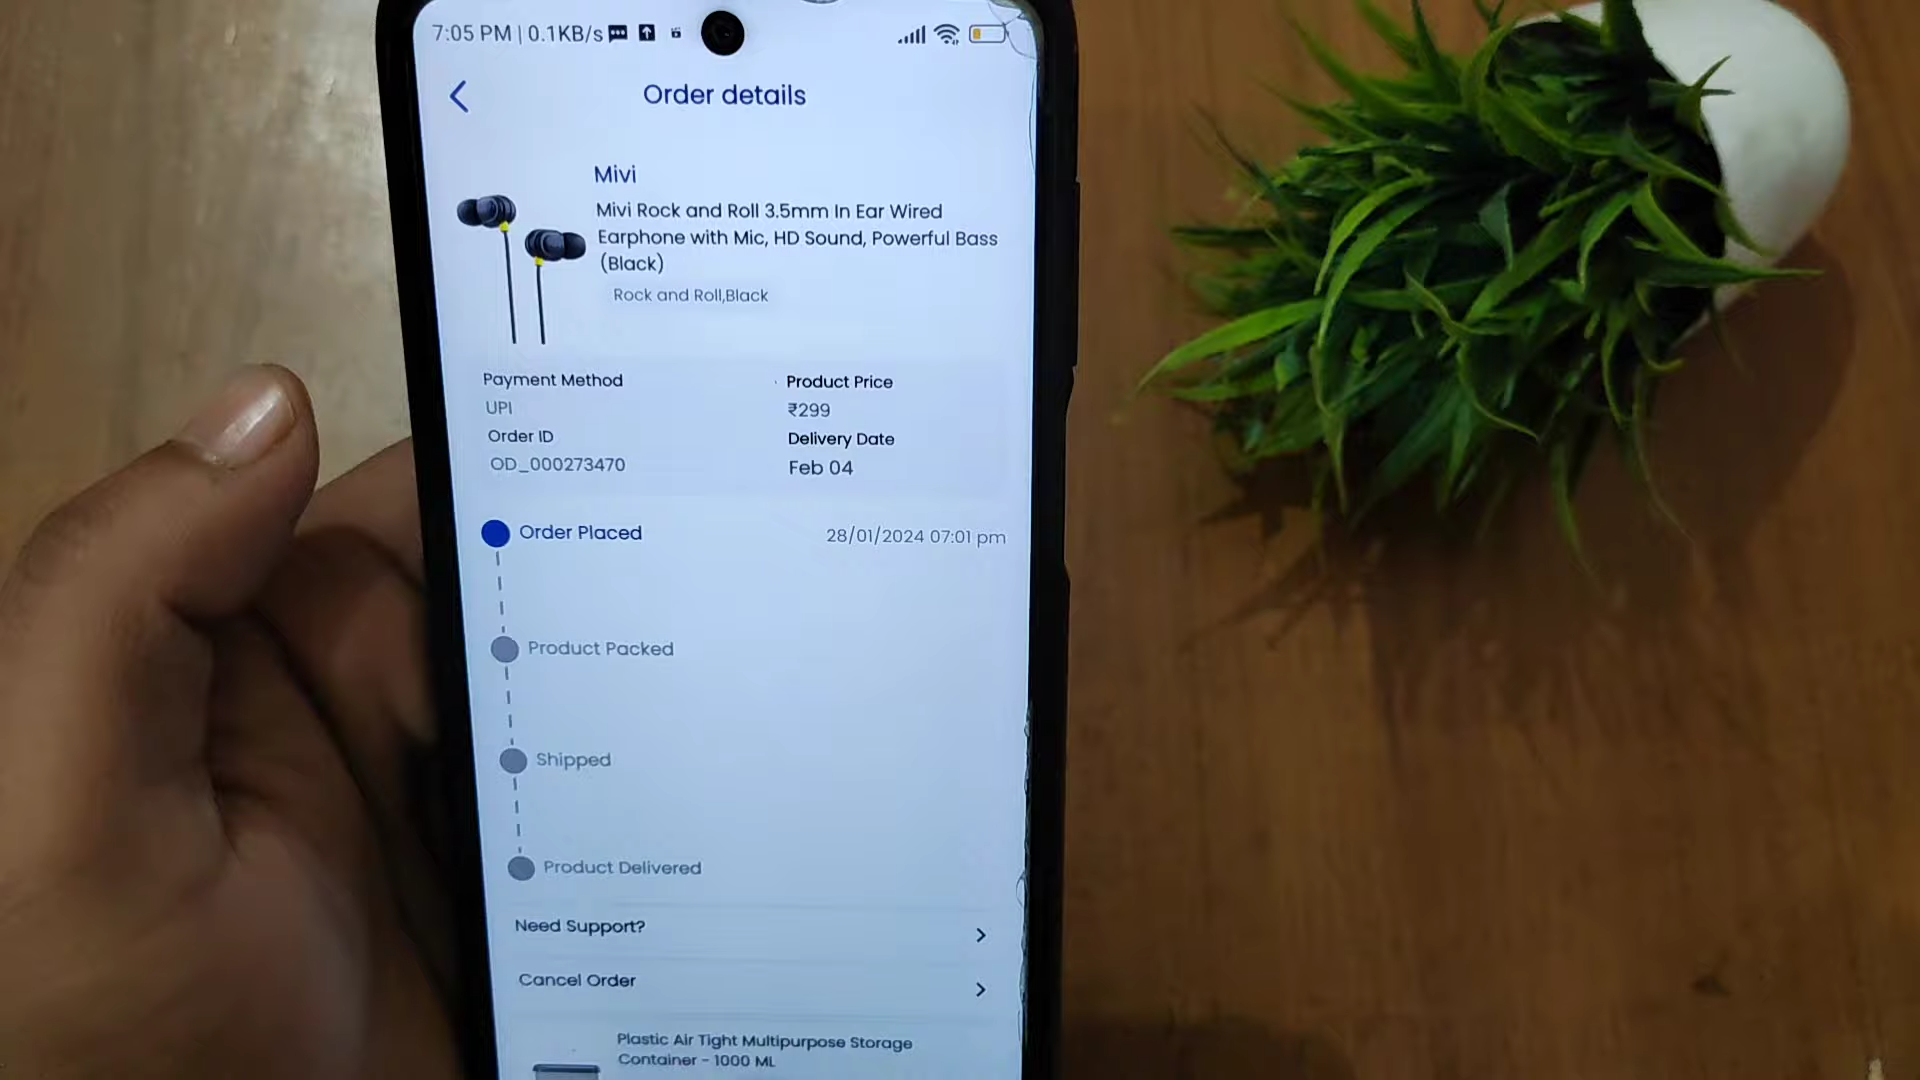 7:05 PM | 0.1KB/s
Order details
Mivi
Mivi Rock and Roll 3.5mm In Ear Wired
Earphone with Mic, HD Sound, Powerful Bass
(Black)
Rock and Roll,Black
Payment Method
Product Price
UPI
₹299
Order ID
Delivery Date
OD_000273470
Feb 04
Order Placed
28/01/2024 07:01 pm
Product Packed
Shipped
Product Delivered
Need Support?
Cancel Order
Plastic Air Tight Multipurpose Storage
Container - 1000 ML